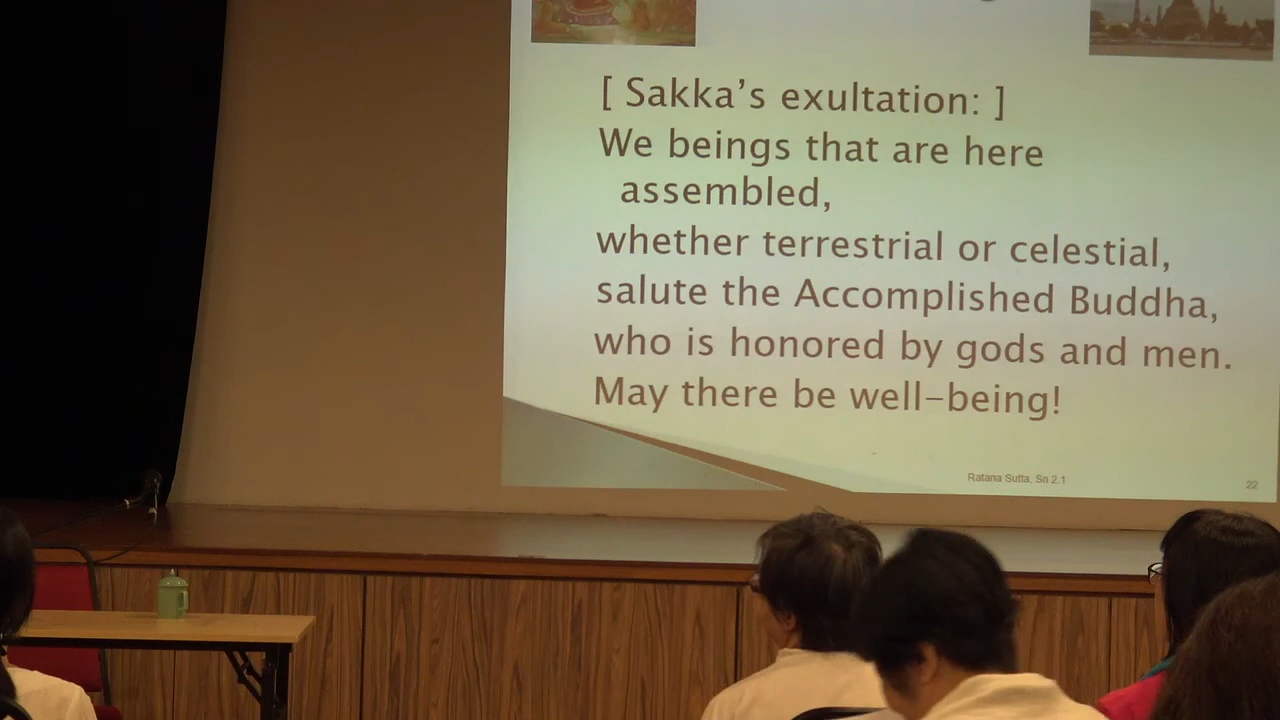 [ Sakka’s exultation: ]
We beings that are here
assembled,
whether terrestrial or celestial,
salute the Accomplished Buddha,
who is honored by gods and men.
May there be well-being!
Ratana Sutta, Sn 2.1
22